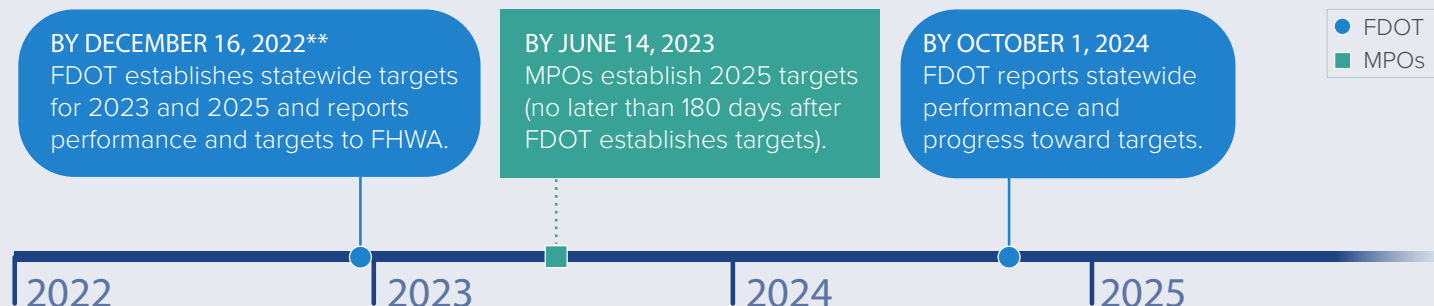 BY DECEMBER 16, 2022**
FDOT establishes statewide targets
for 2023 and 2025 and reports
performance and targets to FHWA.
BY JUNE 14, 2023
MPOs establish 2025 targets
(no later than 180 days after
FDOT establishes targets).
BY OCTOBER 1, 2024
FDOT reports statewide
performance and
progress toward targets.
FDOT
MPOs
2022
2023
2024
2025